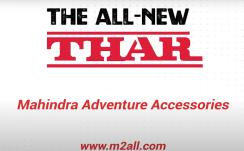 THE ALL-NEW
THAR
Mahindra Adventure Accessories
www.m2all.com